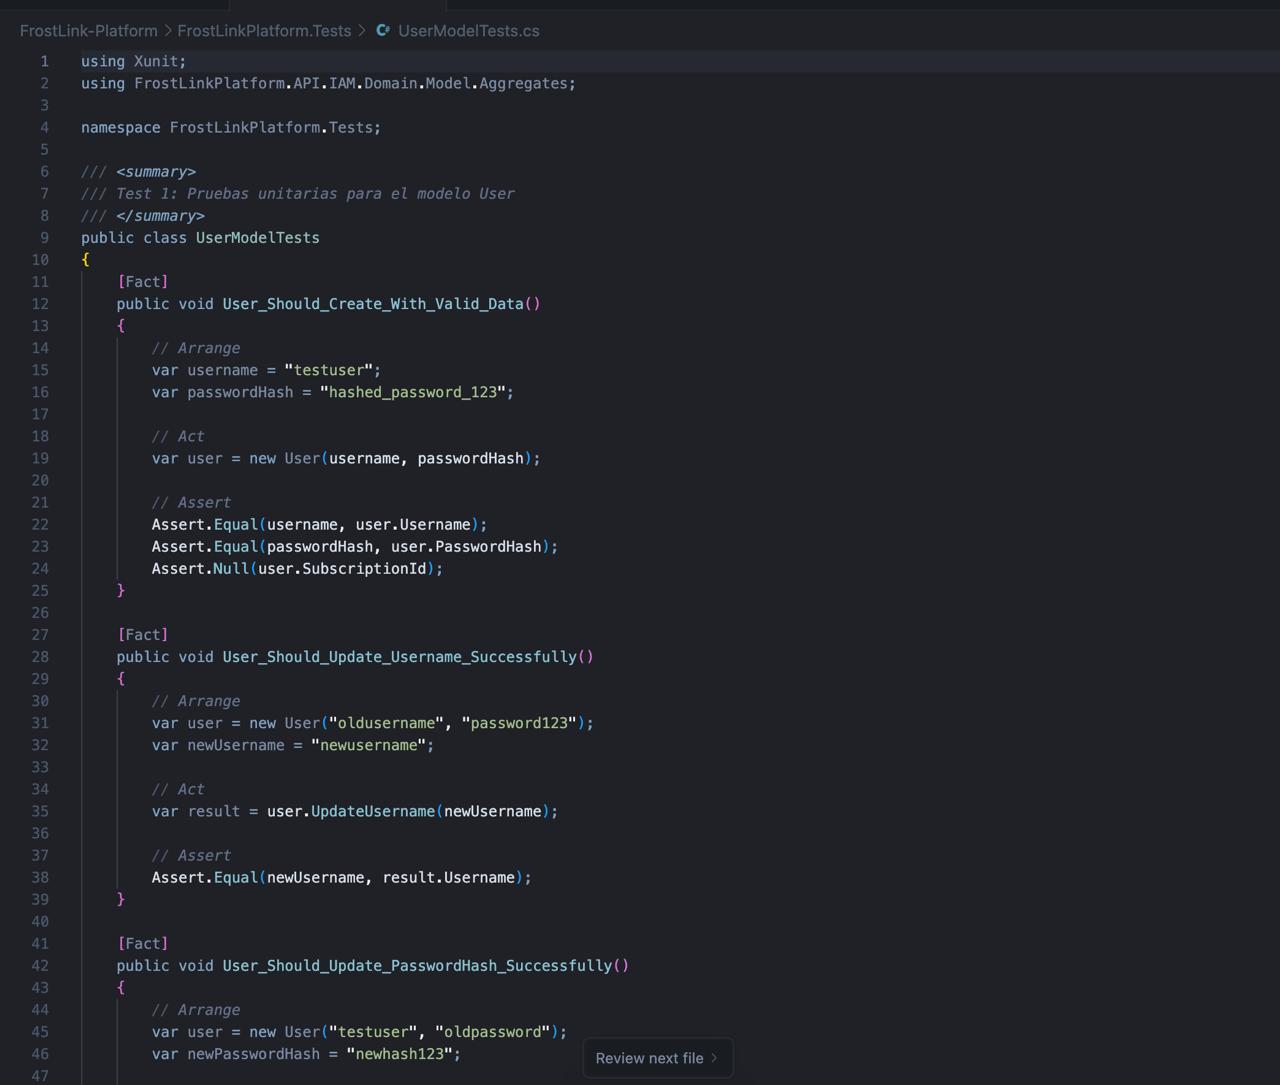 FrostLink-Platform > FrostLinkPlatform.Tests > C# UserModelTests.cs
1 using Xunit;
2 using FrostLinkPlatform.API.IAM.Domain.Model.Aggregates;
3
4 namespace FrostLinkPlatform.Tests;
5
6 /// <summary>
7 /// Test 1: Pruebas unitarias para el modelo User
8 /// </summary>
9 public class UserModelTests
10 {
11     [Fact]
12     public void User_Should_Create_With_Valid_Data()
13     {
14         // Arrange
15         var username = "testuser";
16         var passwordHash = "hashed_password_123";
17
18         // Act
19         var user = new User(username, passwordHash);
20
21         // Assert
22         Assert.Equal(username, user.Username);
23         Assert.Equal(passwordHash, user.PasswordHash);
24         Assert.Null(user.SubscriptionId);
25     }
26
27     [Fact]
28     public void User_Should_Update_Username_Successfully()
29     {
30         // Arrange
31         var user = new User("oldusername", "password123");
32         var newUsername = "newusername";
33
34         // Act
35         var result = user.UpdateUsername(newUsername);
36
37         // Assert
38         Assert.Equal(newUsername, result.Username);
39     }
40
41     [Fact]
42     public void User_Should_Update_PasswordHash_Successfully()
43     {
44         // Arrange
45         var user = new User("testuser", "oldpassword");
46         var newPasswordHash = "newhash123";
47
Review next file >